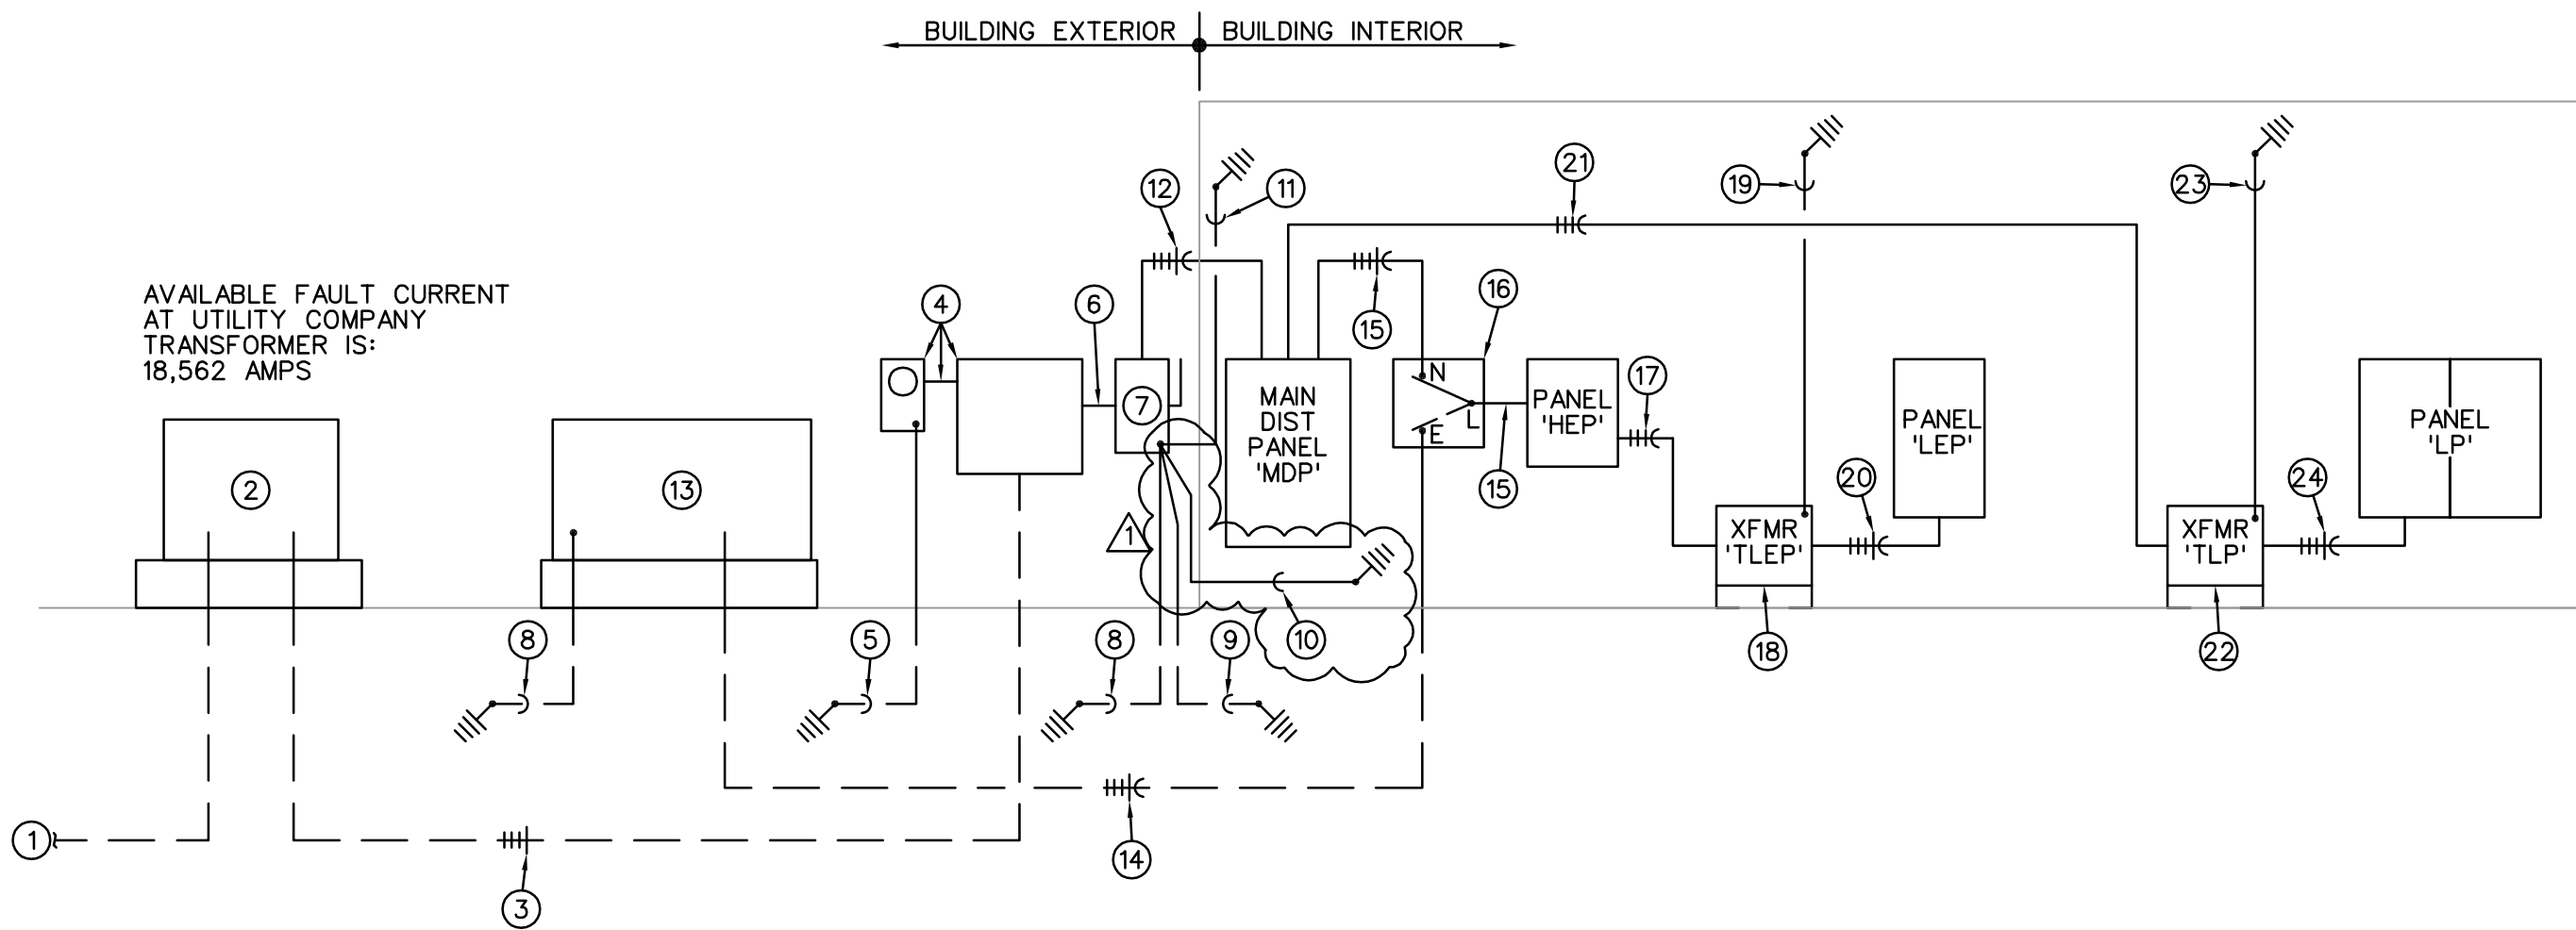 BUILDING EXTERIOR
BUILDING INTERIOR
21
19
23
12
11
AVAILABLE FAULT CURRENT
AT UTILITY COMPANY
TRANSFORMER IS:
18,562 AMPS
4
6
15
16
N
L
E
7
MAIN
DIST
PANEL
'MDP'
PANEL
'HEP'
17
15
PANEL
'LEP'
PANEL
'LP'
2
13
20
24
1
XFMR
'TLEP'
XFMR
'TLP'
8
5
8
9
10
18
22
1
3
14